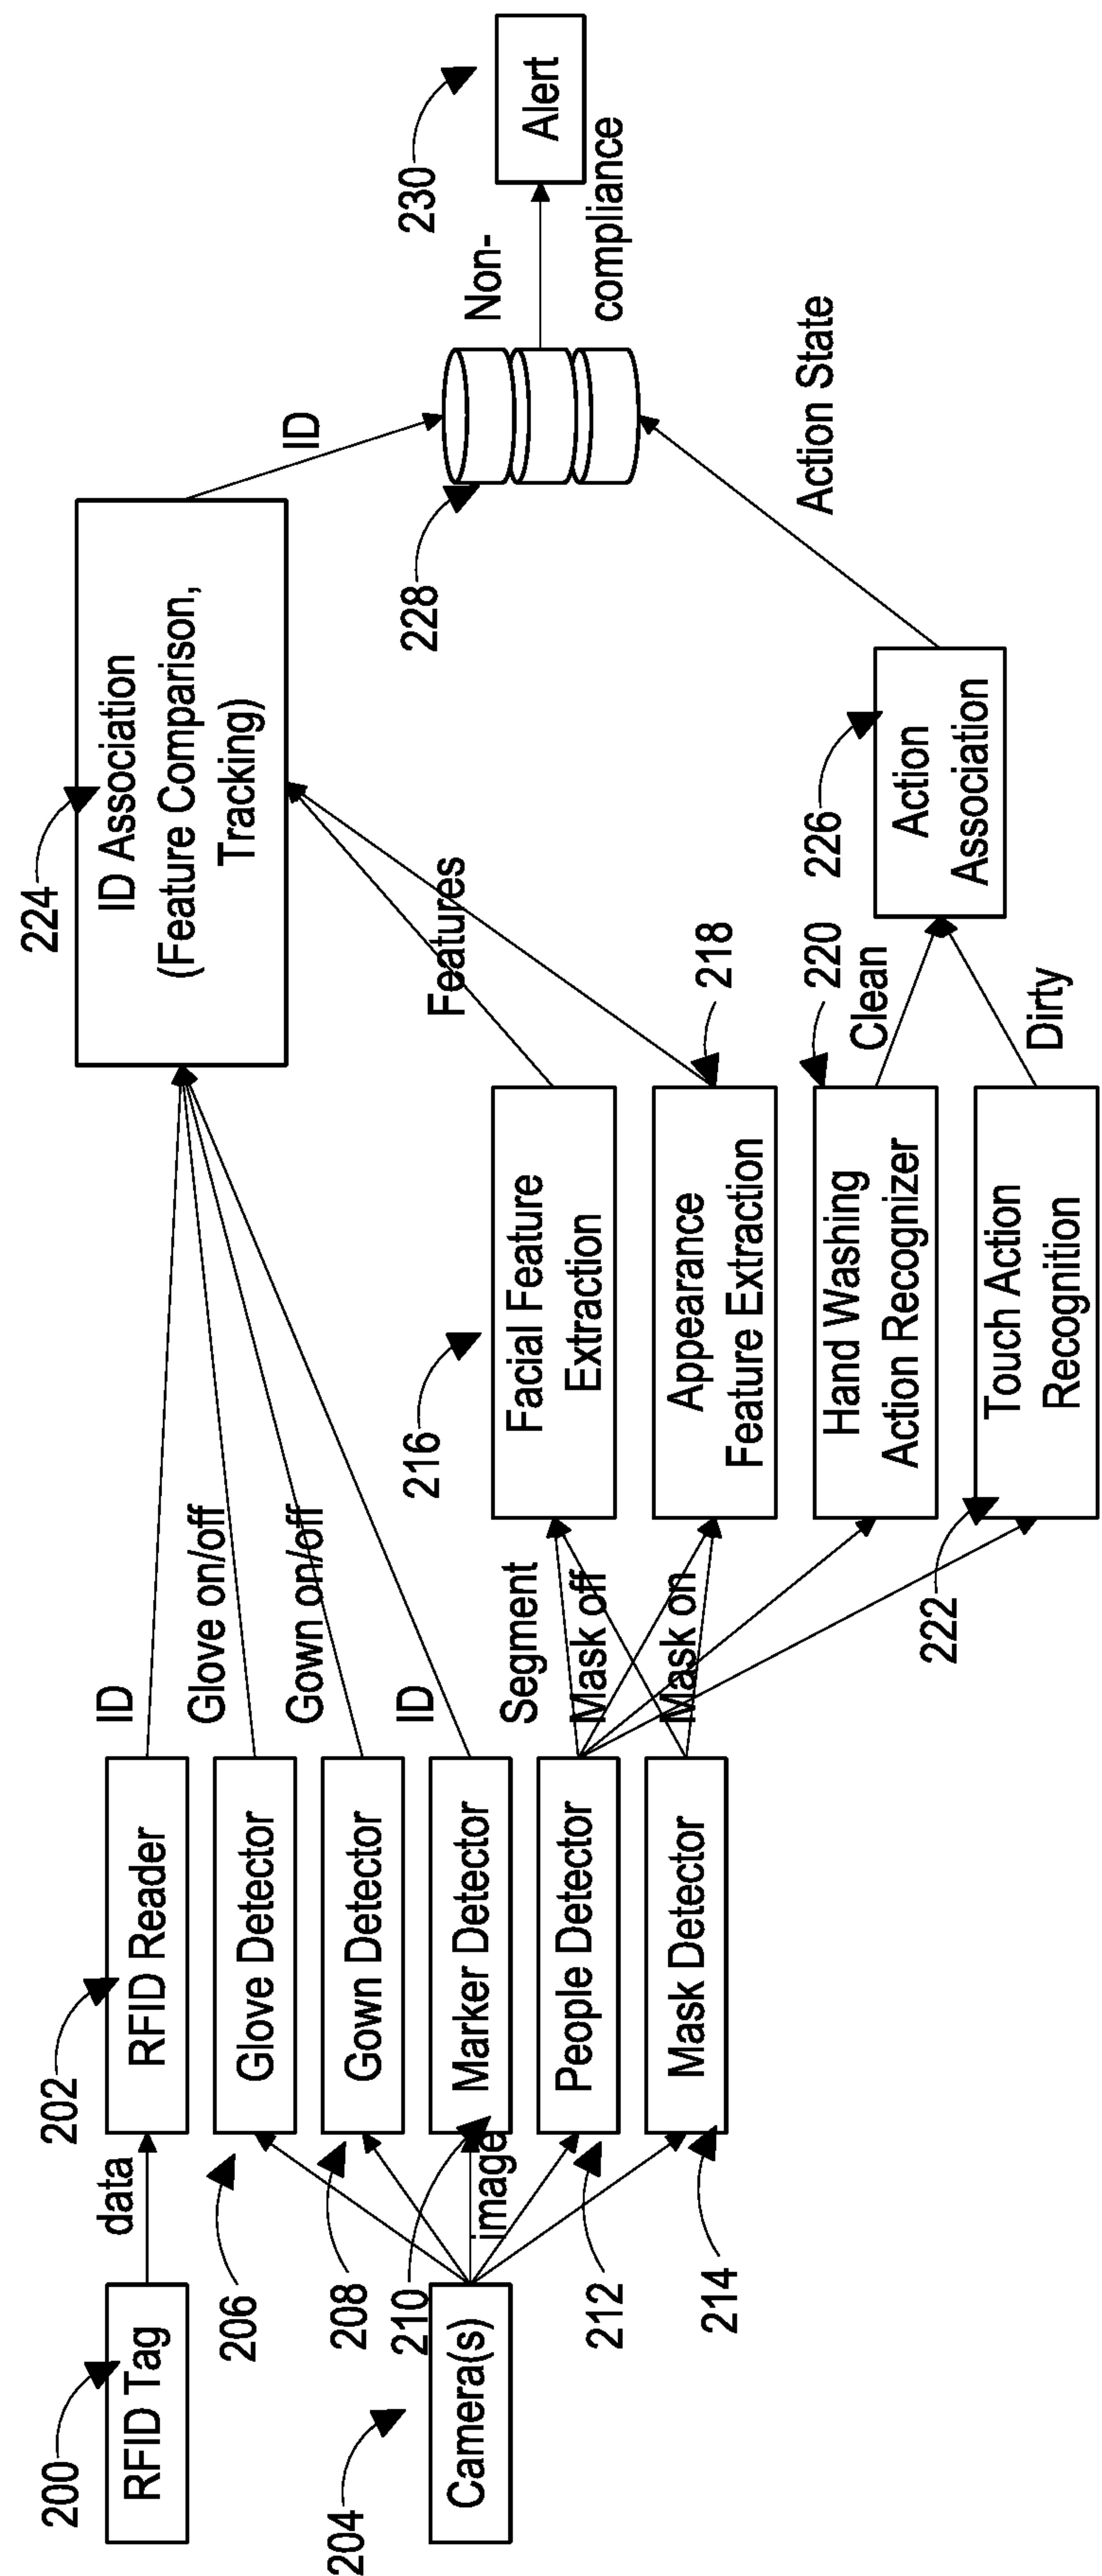 200
RFID Tag
data
202
RFID Reader
ID
204
Camera(s)
image
206
Glove Detector
Glove on/off
208
Gown Detector
Gown on/off
210
Marker Detector
ID
212
People Detector
Segment
214
Mask Detector
Mask off
Mask on
216
Facial Feature
Extraction
218
Appearance
Feature Extraction
Features
220
Hand Washing
Action Recognizer
Clean
222
Touch Action
Recognition
Dirty
224
ID Association
(Feature Comparison,
Tracking)
ID
226
Action
Association
Action State
228
Non-
compliance
230
Alert